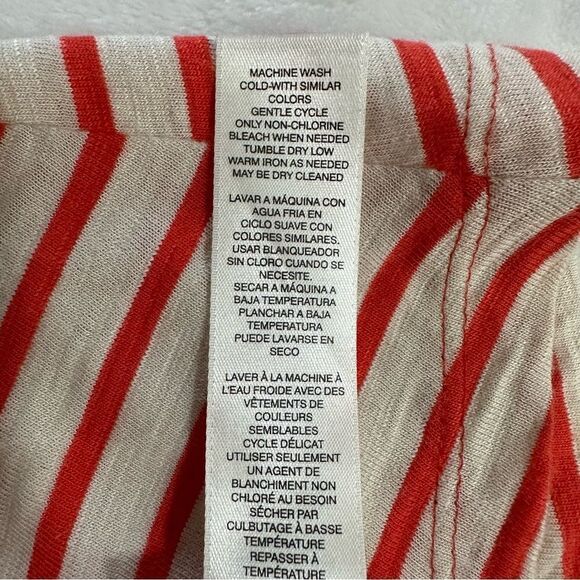 MACHINE WASH
COLD-WITH SIMILAR
COLORS
GENTLE CYCLE
ONLY NON-CHLORINE
BLEACH WHEN NEEDED
TUMBLE DRY LOW
WARM IRON AS NEEDED
MAY BE DRY CLEANED
LAVAR A MÁQUINA CON
AGUA FRIA EN
CICLO SUAVE CON
COLORES SIMILARES.
USAR BLANQUEADOR
SIN CLORO CUANDO SE
NECESITE.
SECAR A MÁQUINA A
BAJA TEMPERATURA
PLANCHAR A BAJA
TEMPERATURA
PUEDE LAVARSE EN
SECO
LAVER À LA MACHINE À
L'EAU FROIDE AVEC DES
VÊTEMENTS DE
COULEURS
SEMBLABLES
CYCLE DÉLICAT
UTILISER SEULEMENT
UN AGENT DE
BLANCHIMENT NON
CHLORÉ AU BESOIN
SÉCHER PAR
CULBUTAGE À BASSE
TEMPÉRATURE
REPASSER À
TEMPÉRATURE